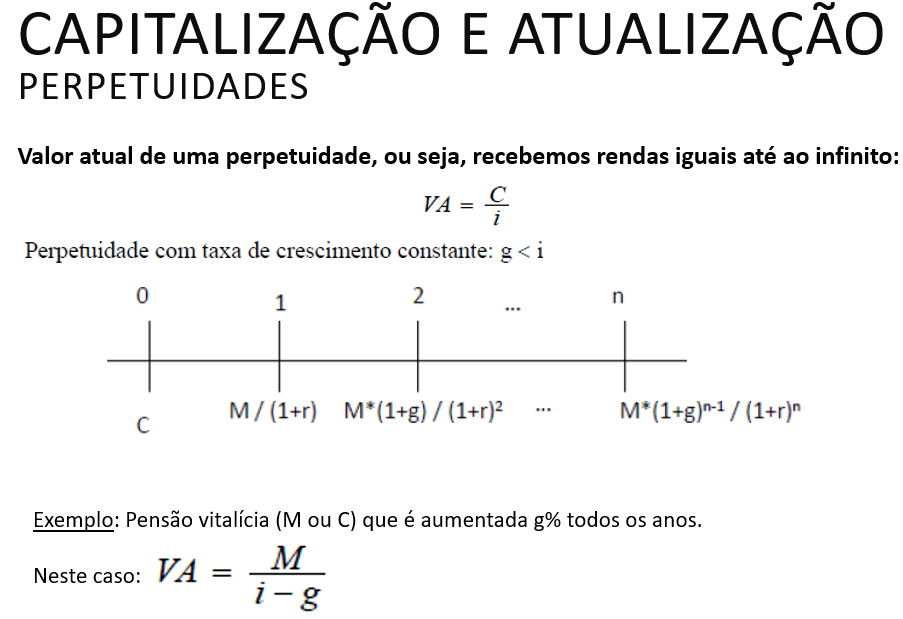 CAPITALIZAÇÃO E ATUALIZAÇÃO
PERPETUIDADES
Valor atual de uma perpetuidade, ou seja, recebemos rendas iguais até ao infinito:
VA = C / i
Perpetuidade com taxa de crescimento constante: g < i
0 1 2 ... n
C M / (1+r) M*(1+g) / (1+r)² ... M*(1+g)ⁿ⁻¹ / (1+r)ⁿ
Exemplo: Pensão vitalícia (M ou C) que é aumentada g% todos os anos.
Neste caso: VA = M / i − g